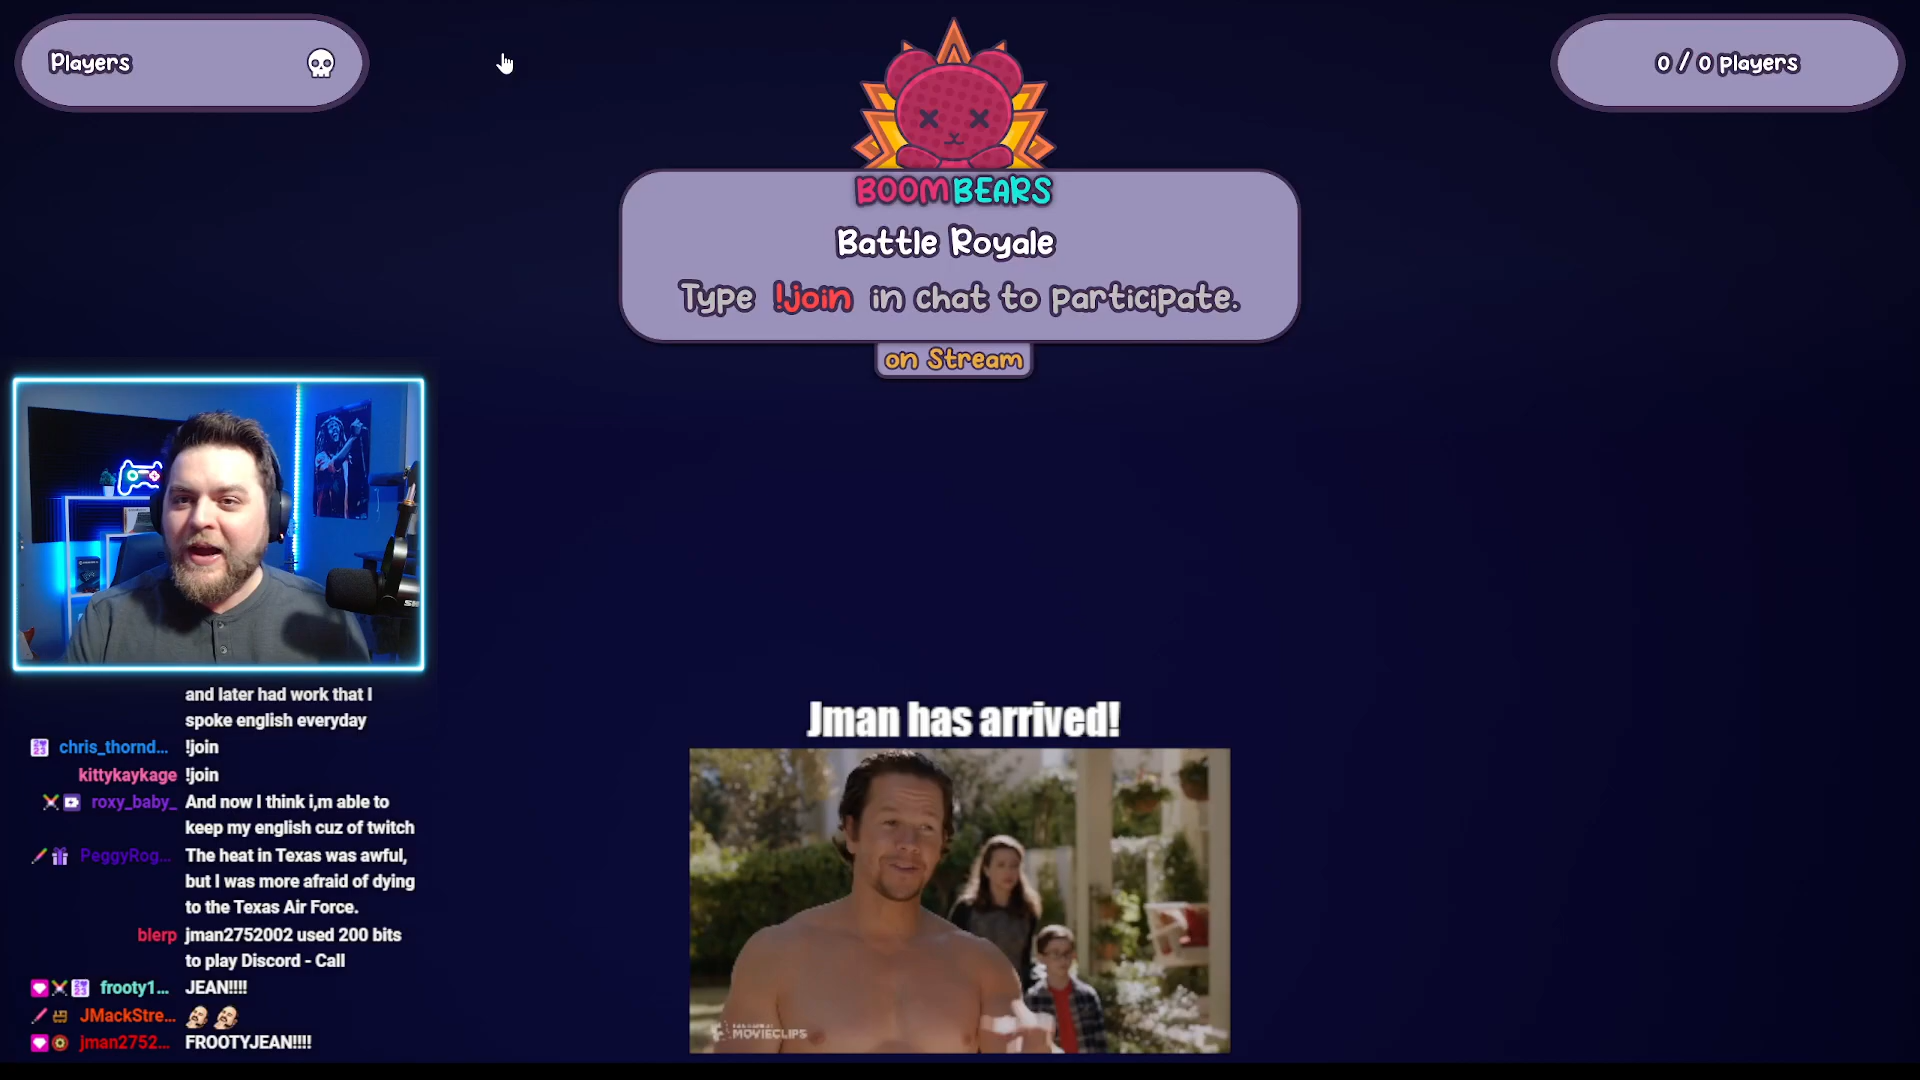 Players
0 / 0 players
BOOMBEARS
Battle Royale
Type !join in chat to participate.
on Stream
and later had work that I
spoke english everyday
chris_thornd... !join
kittykaykage !join
roxy_baby_ And now I think i,m able to
keep my english cuz of twitch
PeggyRog... The heat in Texas was awful,
but I was more afraid of dying
to the Texas Air Force.
blerp jman2752002 used 200 bits
to play Discord - Call
frooty1... JEAN!!!!
JMackStre...
jman2752... FROOTYJEAN!!!!
Jman has arrived!
MOVIECLIPS